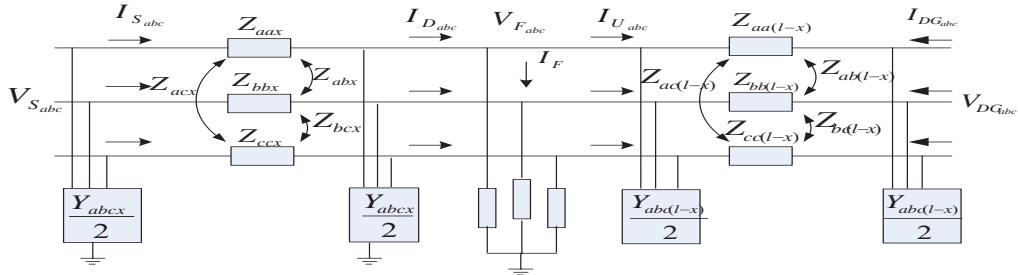 I_{S_{abc}} Z_{aax} I_{D_{abc}} V_{F_{abc}} I_{U_{abc}} Z_{aa(l-x)} I_{DG_{abc}}
I_F
Z_{acx} Z_{bbx} Z_{abx} Z_{ac(l-x)} Z_{bb(l-x)} Z_{ab(l-x)}
V_{S_{abc}} V_{DG_{abc}}
Z_{bcx} Z_{bc(l-x)}
Z_{ccx} Z_{cc(l-x)}
Y_{abcx} Y_{abcx} Y_{abc(l-x)} Y_{abc(l-x)}
2 2 2 2